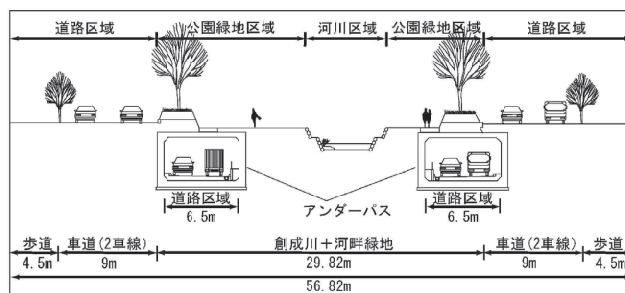 道路区域 公園緑地区域 河川区域 公園緑地区域 道路区域
道路区域 道路区域
6.5m アンダーパス 6.5m
歩道 車道(2車線) 創成川＋河畔緑地 車道(2車線) 歩道
4.5m 9m 29.82m 9m 4.5m
56.82m